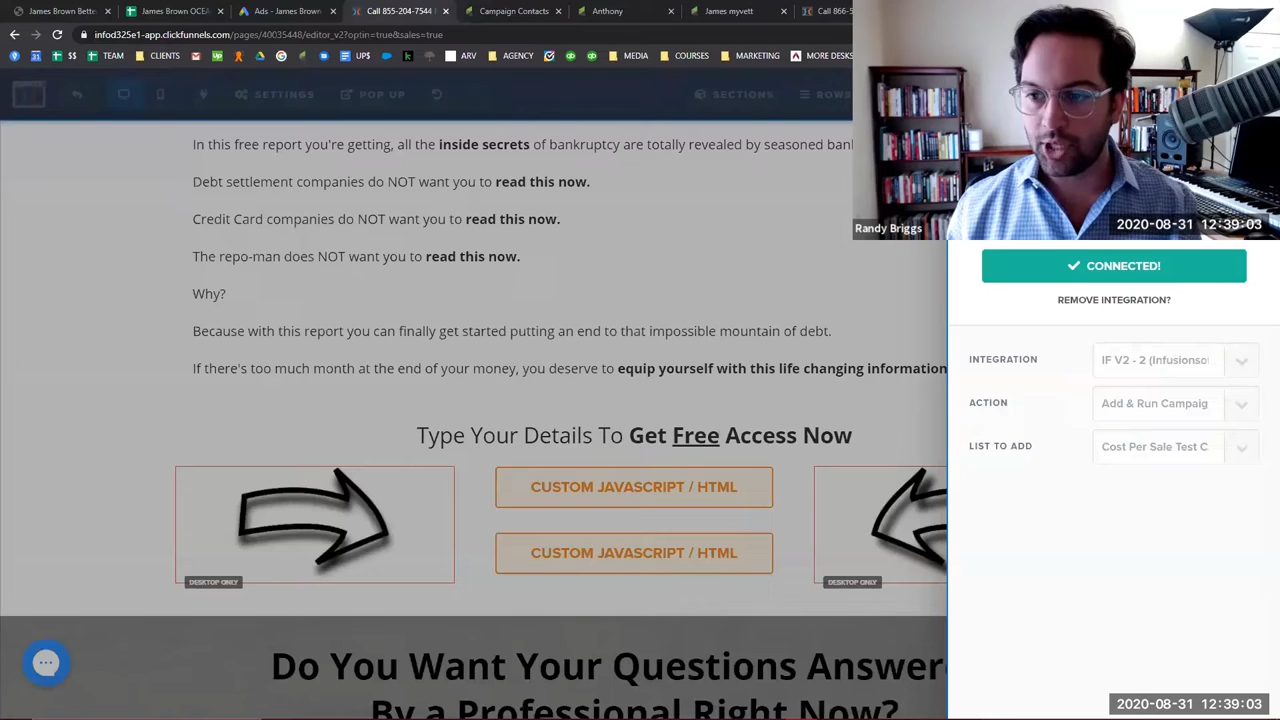 James Brown Bette
James Brown OCEA
Ads - James Brown
Call 855-204-7544
Campaign Contacts
Anthony
James myvett
Call 866-5
infod325e1-app.clickfunnels.com/pages/40035448/editor_v2?optin=true&sales=true
$$
TEAM
CLIENTS
UP$
ARV
AGENCY
MEDIA
COURSES
MARKETING
MORE DESK
SETTINGS
POP UP
SECTIONS
ROWS
In this free report you're getting, all the inside secrets of bankruptcy are totally revealed by seasoned ban
Debt settlement companies do NOT want you to read this now.
Credit Card companies do NOT want you to read this now.
The repo-man does NOT want you to read this now.
Why?
Because with this report you can finally get started putting an end to that impossible mountain of debt.
If there's too much month at the end of your money, you deserve to equip yourself with this life changing information
Type Your Details To Get Free Access Now
CUSTOM JAVASCRIPT / HTML
CUSTOM JAVASCRIPT / HTML
DESKTOP ONLY
DESKTOP ONLY
Do You Want Your Questions Answer
By a Professional Right Now?
Randy Briggs
2020-08-31 12:39:03
CONNECTED!
REMOVE INTEGRATION?
INTEGRATION
IF V2 - 2 (Infusionso
ACTION
Add & Run Campaig
LIST TO ADD
Cost Per Sale Test C
2020-08-31 12:39:03